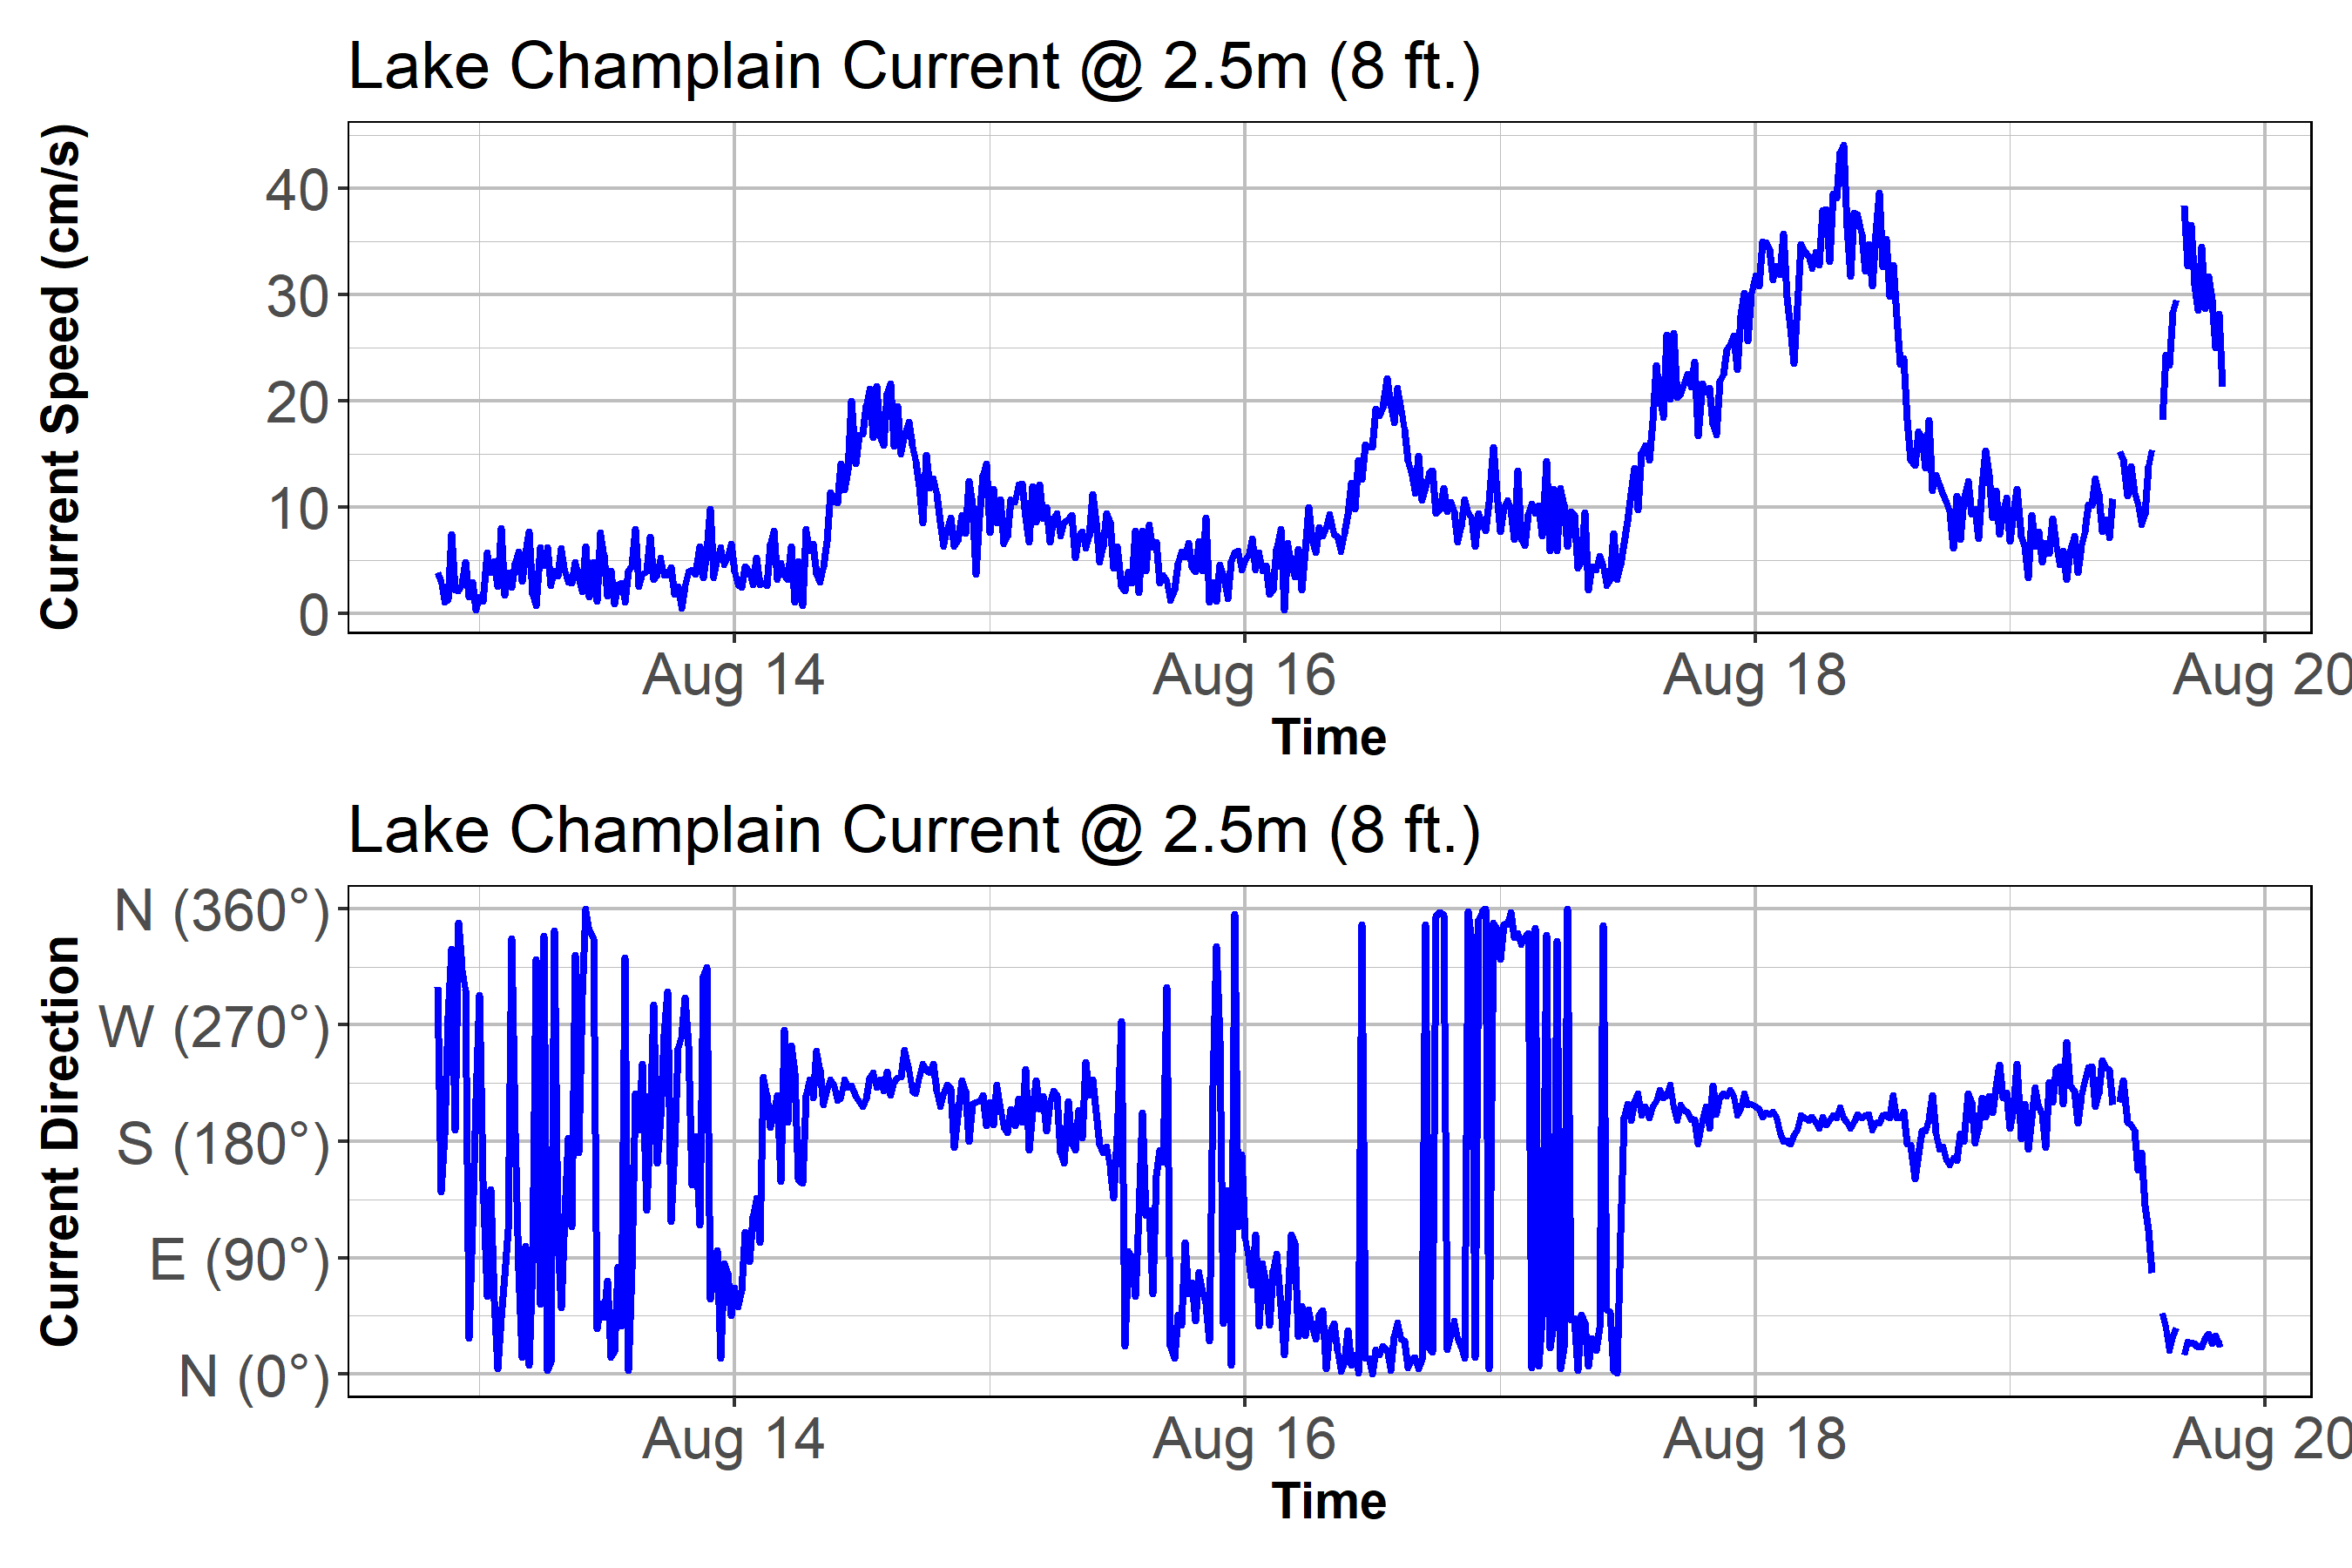 Lake Champlain Current @ 2.5m (8 ft.)
Current Speed (cm/s)
40
30
20
10
0
Aug 14 Aug 16 Aug 18 Aug 20
Time
Lake Champlain Current @ 2.5m (8 ft.)
Current Direction
N (360°)
W (270°)
S (180°)
E (90°)
N (0°)
Aug 14 Aug 16 Aug 18 Aug 20
Time